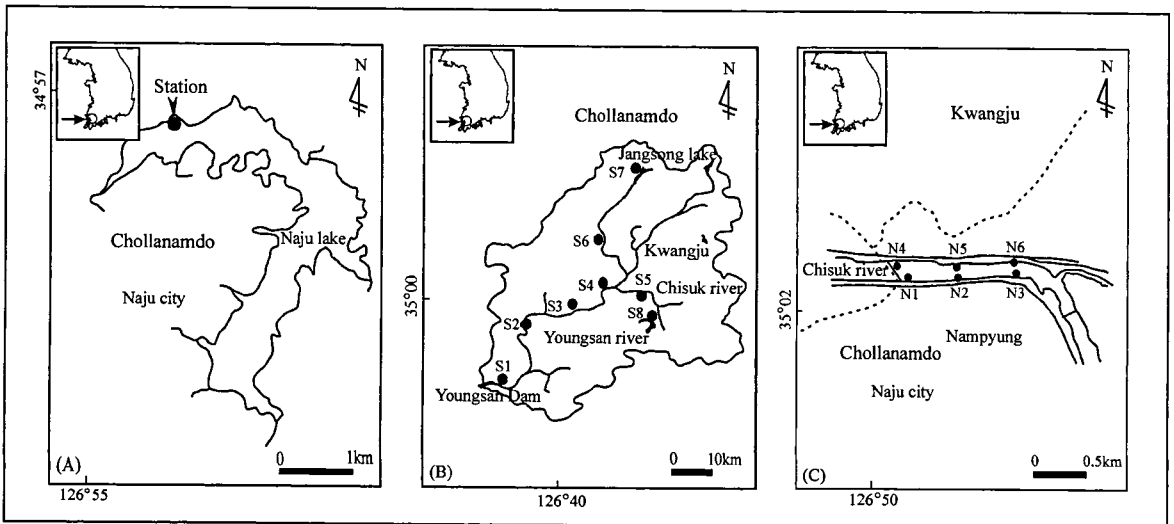 34°57
Station
N
Chollanamdo
Naju lake
Naju city
0 1km
(A)
126°55
N
Chollanamdo
Jangsong lake
S7
S6
Kwangju
35°00
S4
S5
Chisuk river
S3
S8
S2
Youngsan river
S1
Youngsan Dam
0 10km
(B)
126°40
N
Kwangju
N4 N5 N6
Chisuk river
N1 N2 N3
35°02
Nampyung
Chollanamdo
Naju city
0 0.5km
(C)
126°50